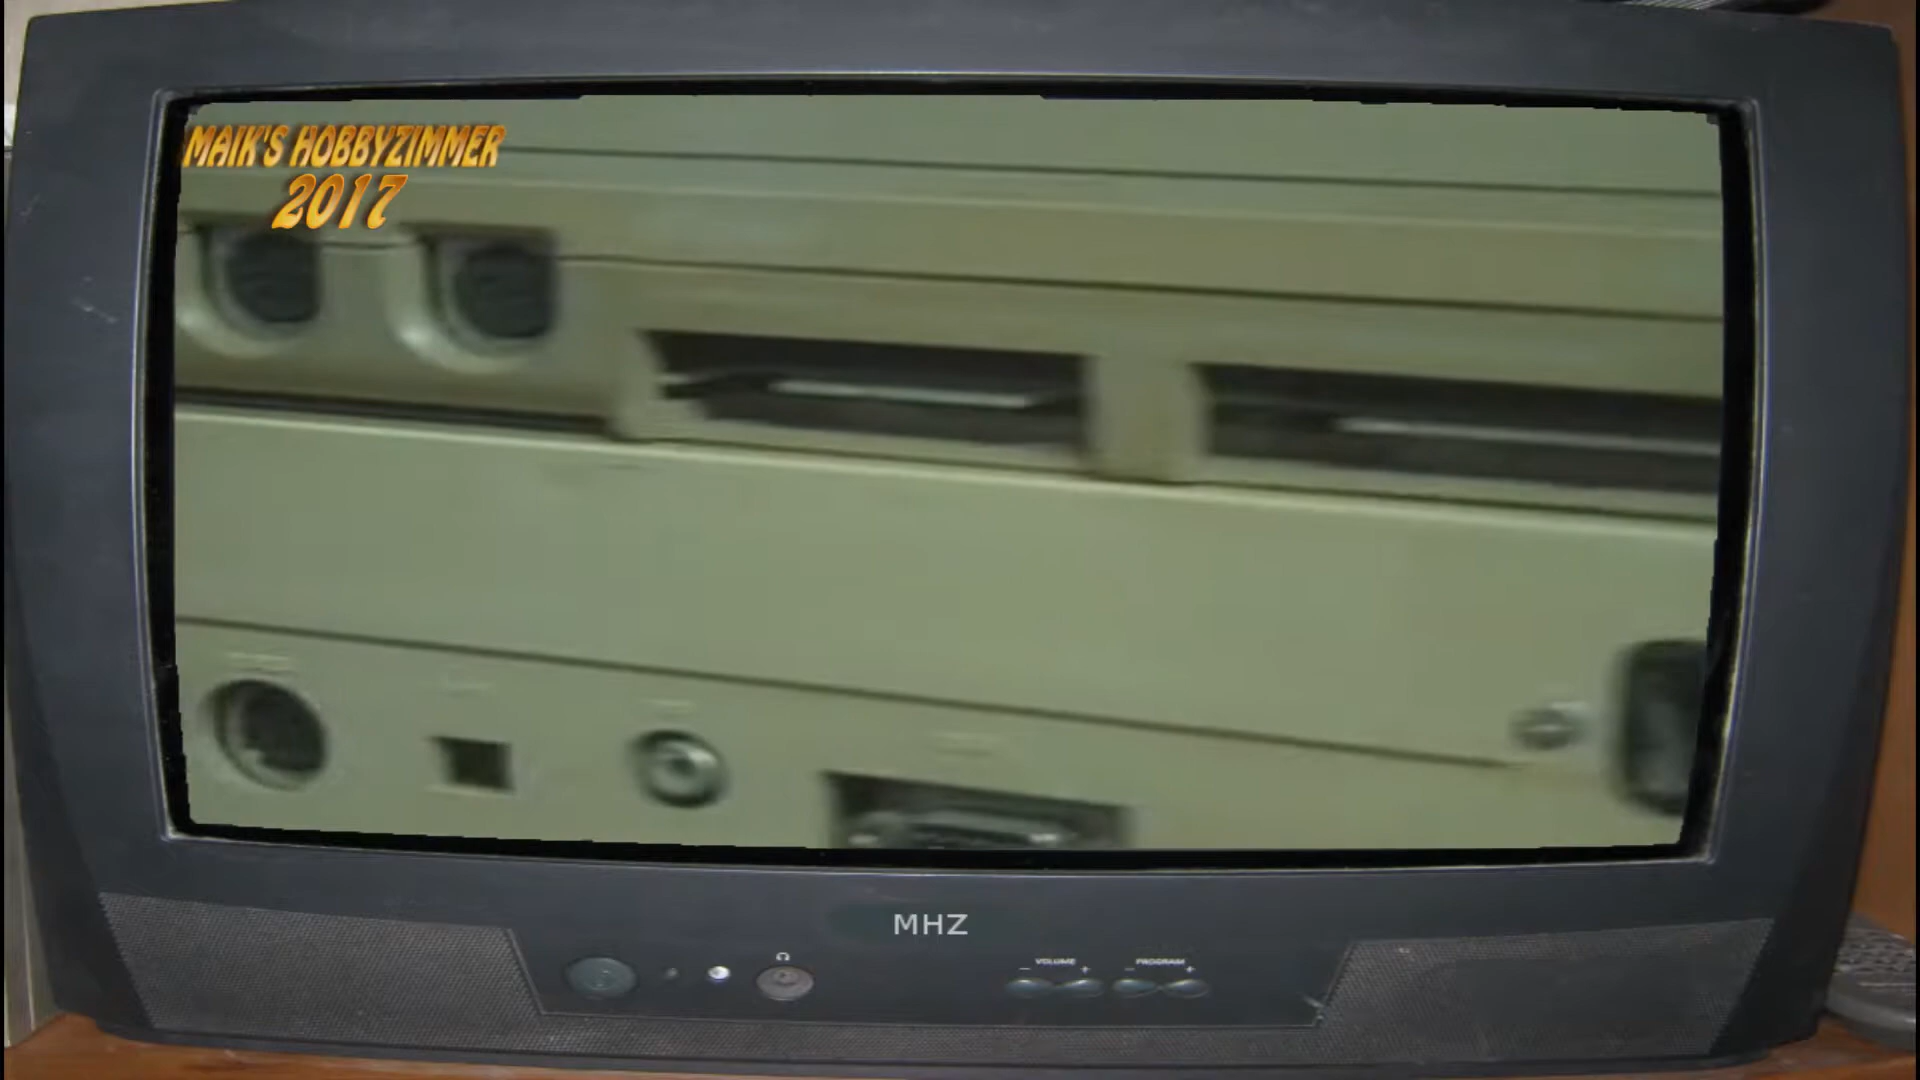 MAIK'S HOBBYZIMMER
2017
MHZ
VOLUME
PROGRAM
- +
- +